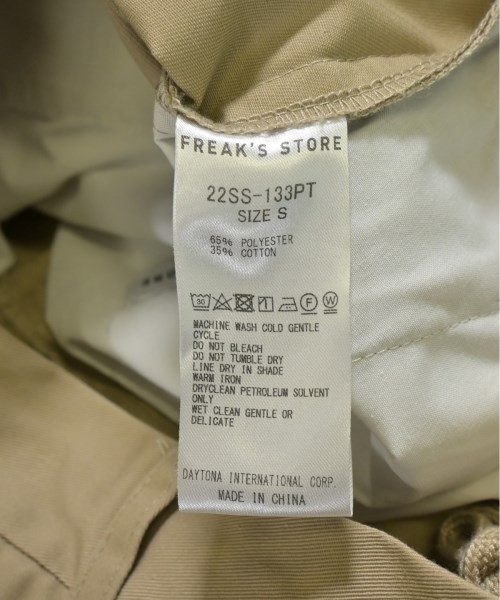 FREAK'S STORE
22SS-133PT
SIZE S
65% POLYESTER
35% COTTON
30 F W
MACHINE WASH COLD GENTLE
CYCLE
DO NOT BLEACH
DO NOT TUMBLE DRY
LINE DRY IN SHADE
WARM IRON
DRYCLEAN PETROLEUM SOLVENT
ONLY
WET CLEAN GENTLE OR
DELICATE
DAYTONA INTERNATIONAL CORP.
MADE IN CHINA